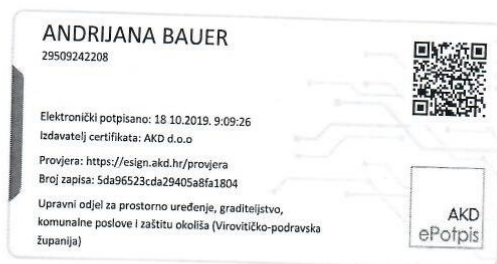 ANDRIJANA BAUER
29509242208
Elektronički potpisano: 18 10.2019. 9:09:26
Izdavatelj certifikata: AKD d.o.o
Provjera: https://esign.akd.hr/provjera
Broj zapisa: 5da96523cda29405a8fa1804
Upravni odjel za prostorno uređenje, graditeljstvo,
komunalne poslove i zaštitu okoliša (Virovitičko-podravska
županija)
AKD
ePotpis